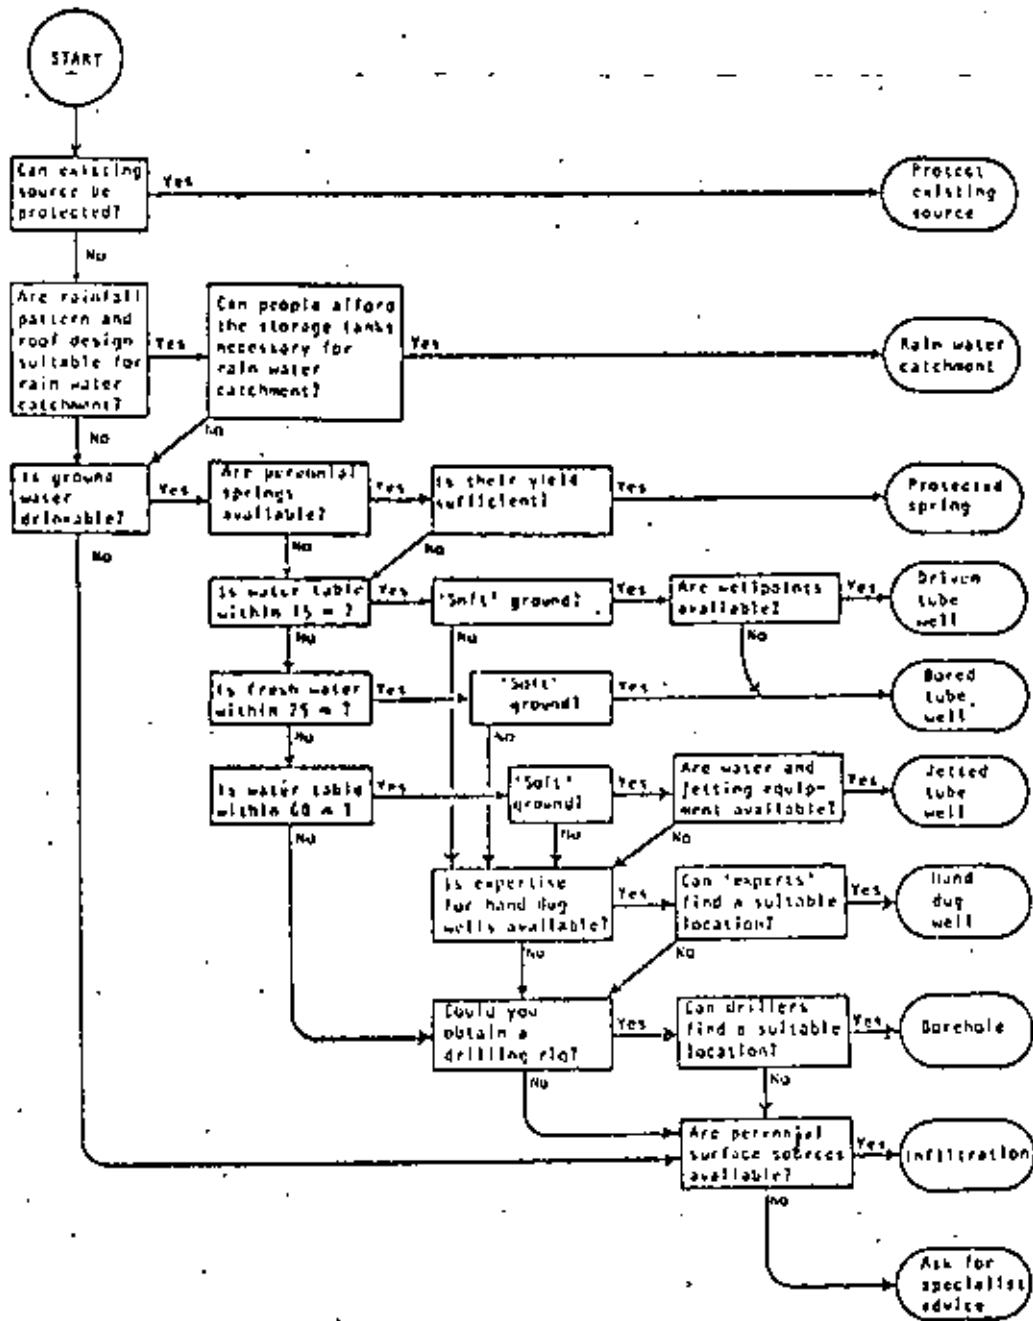 START
Can existing
source be
protected?
Yes
Protect
existing
source
No
Are rainfall
pattern and
roof design
suitable for
rain water
catchment?
Yes
Can people afford
the storage tanks
necessary for
rain water
catchment?
Yes
Rain water
catchment
No
No
Is ground
water
drinkable?
Yes
Are perennial
springs
available?
Yes
Is their yield
sufficient?
Yes
Protected
spring
No
No
No
Is water table
within 15 m ?
Yes
'Soft' ground?
Yes
Are wellpoints
available?
Yes
Driven
tube
well
No
No
No
Is fresh water
within 25 m ?
Yes
'Soft'
ground?
Yes
Bored
tube
well
No
No
Is water table
within 60 m ?
Yes
'Soft'
ground?
Yes
Are water and
jetting equip-
ment available?
Yes
Jetted
tube
well
No
No
No
Is expertise
for hand dug
wells available?
Yes
Can 'experts'
find a suitable
location?
Yes
Hand
dug
well
No
No
Could you
obtain a
drilling rig?
Yes
Can drillers
find a suitable
location?
Yes
Borehole
No
No
Are perennial
surface sources
available?
Yes
Infiltration
No
Ask for
specialist
advice